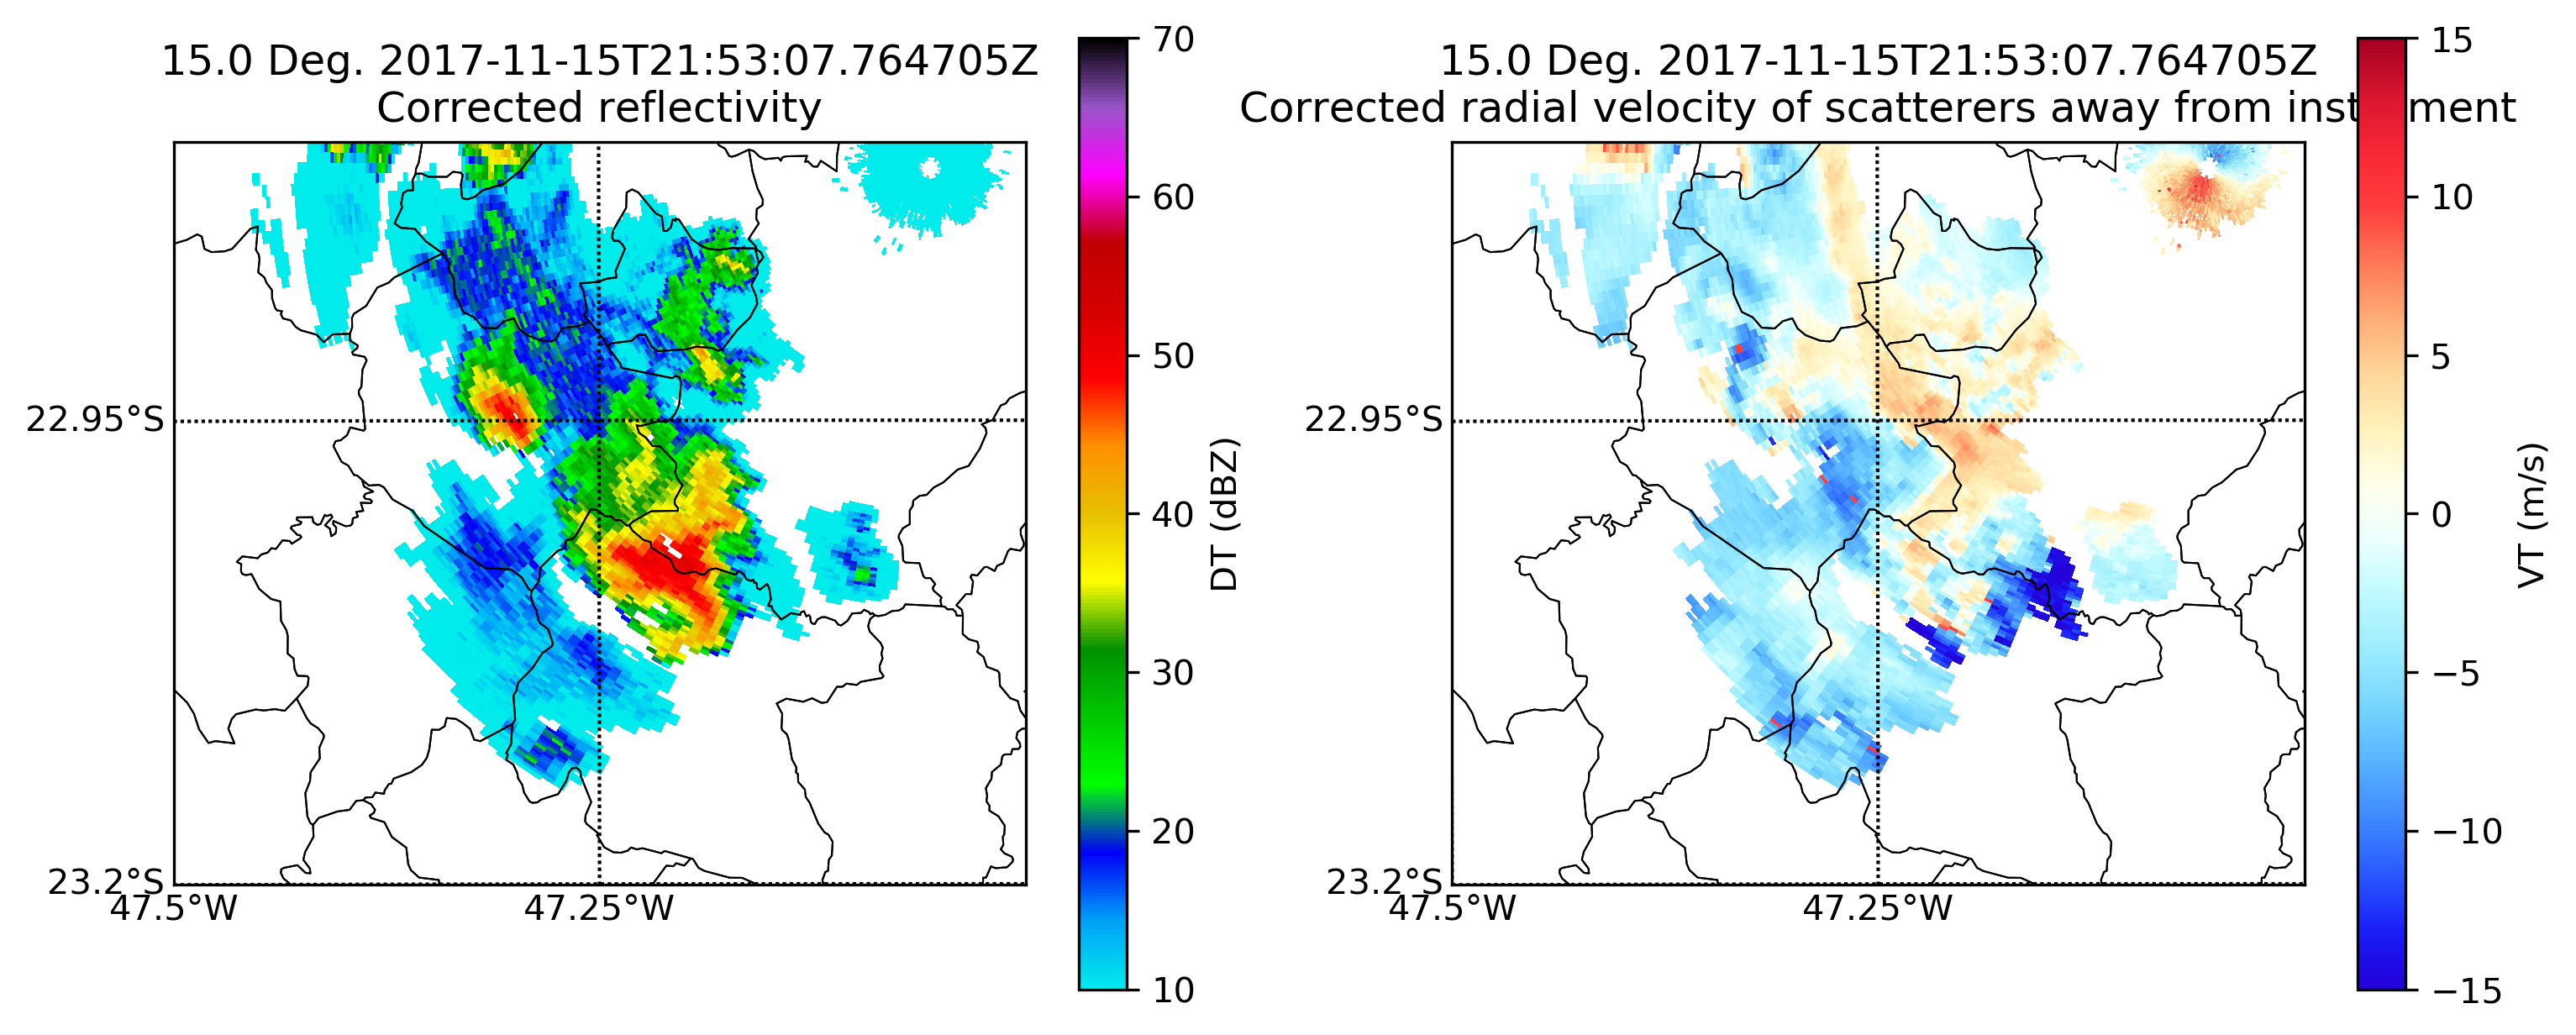 15.0 Deg. 2017-11-15T21:53:07.764705Z
Corrected reflectivity
22.95°S
23.2°S
47.5°W
47.25°W
70
60
50
40
30
20
10
DT (dBZ)
15.0 Deg. 2017-11-15T21:53:07.764705Z
Corrected radial velocity of scatterers away from inst ment
22.95°S
23.2°S
47.5°W
47.25°W
15
10
5
0
−5
−10
−15
VT (m/s)